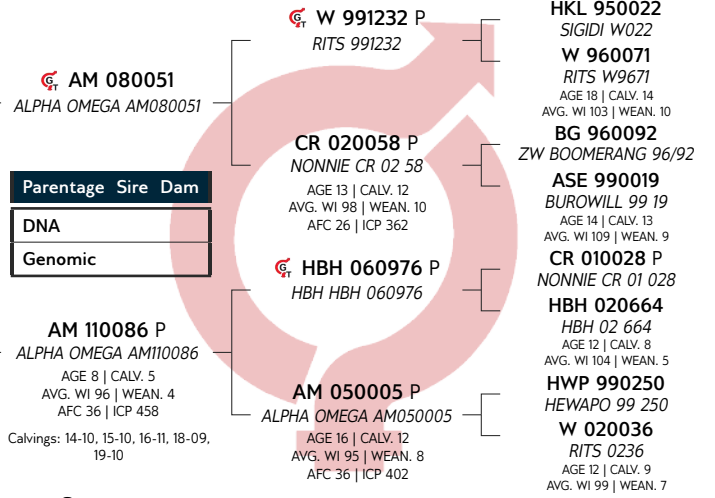 GT AM 080051
ALPHA OMEGA AM080051
Parentage Sire Dam
DNA
Genomic
AM 110086 P
ALPHA OMEGA AM110086
AGE 8 | CALV. 5
AVG. WI 96 | WEAN. 4
AFC 36 | ICP 458
Calvings: 14-10, 15-10, 16-11, 18-09,
19-10
GT W 991232 P
RITS 991232
CR 020058 P
NONNIE CR 02 58
AGE 13 | CALV. 12
AVG. WI 98 | WEAN. 10
AFC 26 | ICP 362
GT HBH 060976 P
HBH HBH 060976
AM 050005 P
ALPHA OMEGA AM050005
AGE 16 | CALV. 12
AVG. WI 95 | WEAN. 8
AFC 36 | ICP 402
HKL 950022
SIGIDI W022
W 960071
RITS W9671
AGE 18 | CALV. 14
AVG. WI 103 | WEAN. 10
BG 960092
ZW BOOMERANG 96/92
ASE 990019
BUROWILL 99 19
AGE 14 | CALV. 13
AVG. WI 109 | WEAN. 9
CR 010028 P
NONNIE CR 01 028
HBH 020664
HBH 02 664
AGE 12 | CALV. 8
AVG. WI 104 | WEAN. 5
HWP 990250
HEWAPO 99 250
W 020036
RITS 0236
AGE 12 | CALV. 9
AVG. WI 99 | WEAN. 7